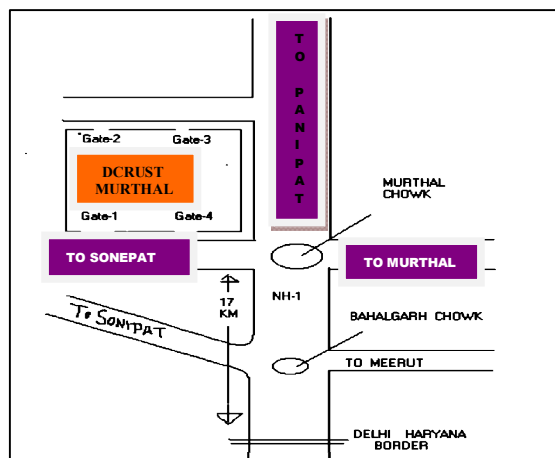 TO PANIPAT
Gate-2
Gate-3
DCRUST
MURTHAL
MURTHAL
CHOWK
Gate-1
Gate-4
TO SONEPAT
TO MURTHAL
17
KM
NH-1
To SONIPAT
BAHALGARH CHOWK
TO MEERUT
DELHI HARYANA
BORDER